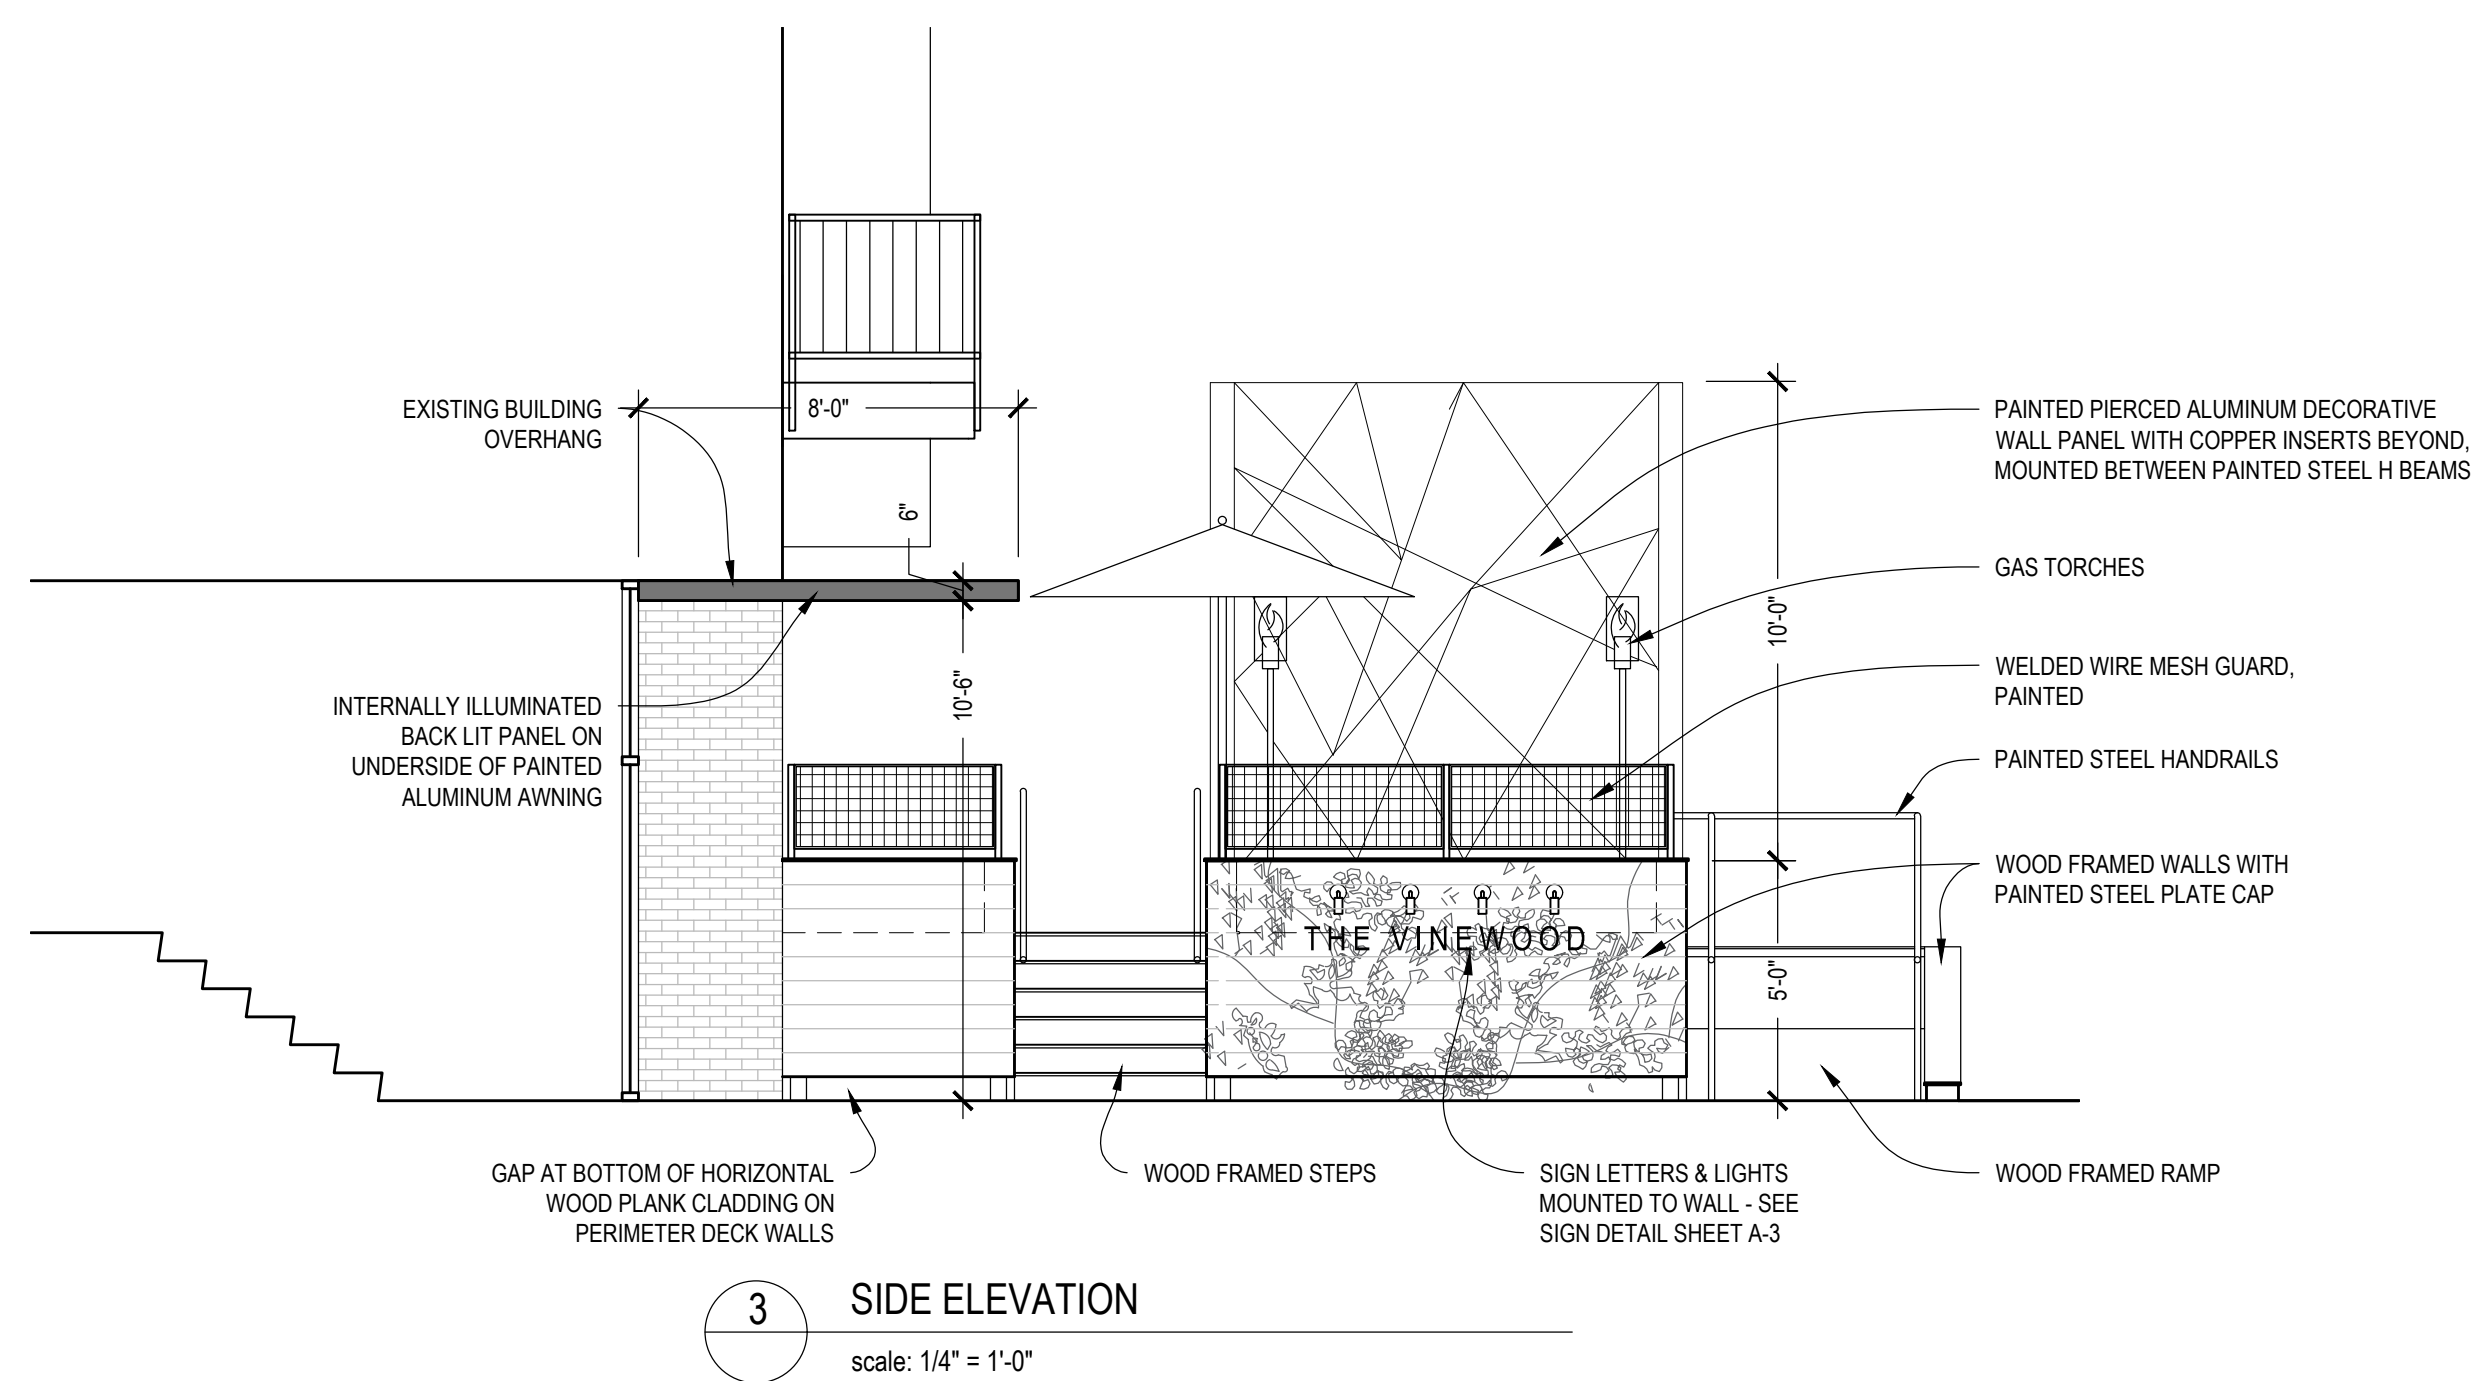 EXISTING BUILDING
OVERHANG
8'-0"
6"
PAINTED PIERCED ALUMINUM DECORATIVE
WALL PANEL WITH COPPER INSERTS BEYOND,
MOUNTED BETWEEN PAINTED STEEL H BEAMS
GAS TORCHES
10'-0"
INTERNALLY ILLUMINATED
BACK LIT PANEL ON
UNDERSIDE OF PAINTED
ALUMINUM AWNING
10'-6"
WELDED WIRE MESH GUARD,
PAINTED
PAINTED STEEL HANDRAILS
WOOD FRAMED WALLS WITH
PAINTED STEEL PLATE CAP
THE VINEWOOD
5'-0"
GAP AT BOTTOM OF HORIZONTAL
WOOD PLANK CLADDING ON
PERIMETER DECK WALLS
WOOD FRAMED STEPS
SIGN LETTERS & LIGHTS
MOUNTED TO WALL - SEE
SIGN DETAIL SHEET A-3
WOOD FRAMED RAMP
3
SIDE ELEVATION
scale: 1/4" = 1'-0"